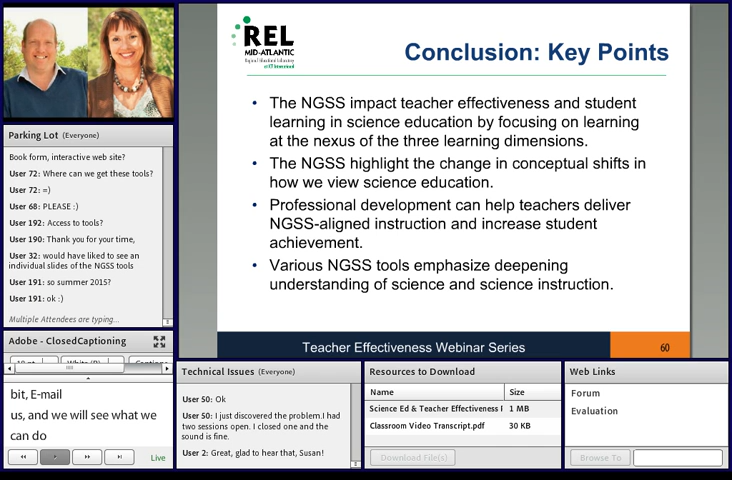 REL
MID-ATLANTIC
Regional Educational Laboratory
Conclusion: Key Points
• The NGSS impact teacher effectiveness and student
learning in science education by focusing on learning
at the nexus of the three learning dimensions.
• The NGSS highlight the change in conceptual shifts in
how we view science education.
• Professional development can help teachers deliver
NGSS-aligned instruction and increase student
achievement.
• Various NGSS tools emphasize deepening
understanding of science and science instruction.
Teacher Effectiveness Webinar Series
60
Parking Lot (Everyone)
Book form, interactive web site?
User 72: Where can we get these tools?
User 72: =)
User 68: PLEASE :)
User 192: Access to tools?
User 190: Thank you for your time,
User 32: would have liked to see an
individual slides of the NGSS tools
User 191: so summer 2015?
User 191: ok :)
Multiple Attendees are typing...
Adobe - ClosedCaptioning
bit, E-mail
us, and we will see what we
can do
Live
Technical Issues (Everyone)
User 50: Ok
User 50: I just discovered the problem.I had
two sessions open. I closed one and the
sound is fine.
User 2: Great, glad to hear that, Susan!
Resources to Download
Name Size
Science Ed & Teacher Effectiveness 1 MB
Classroom Video Transcript.pdf 30 KB
Download File(s)
Web Links
Forum
Evaluation
Browse To